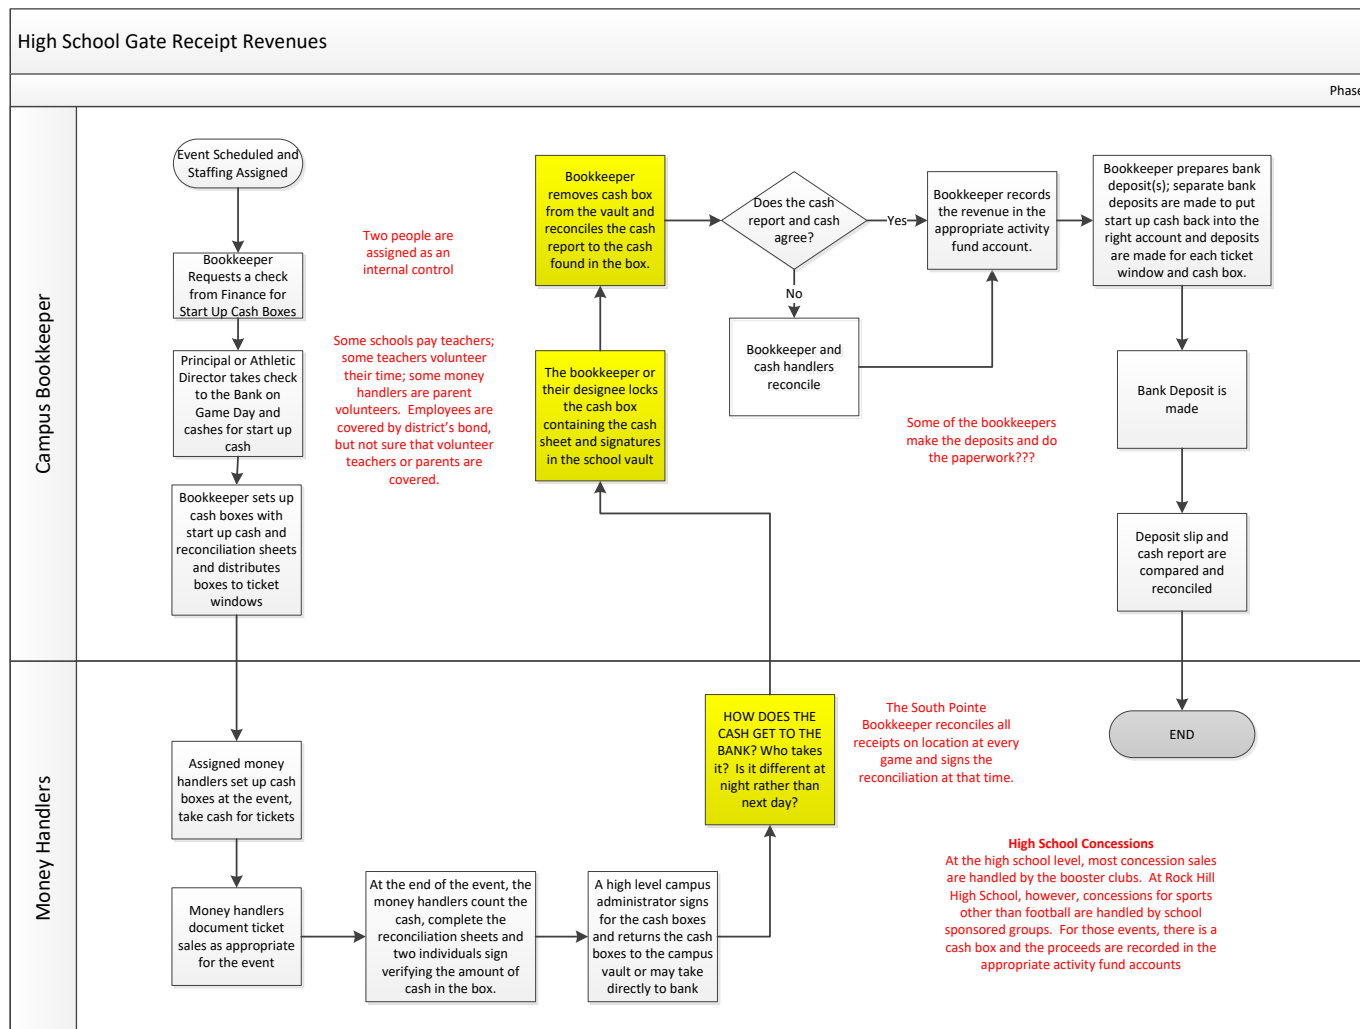 High School Gate Receipt Revenues
Phase
Campus Bookkeeper
Event Scheduled and
Staffing Assigned
Bookkeeper
Requests a check
from Finance for
Start Up Cash Boxes
Principal or Athletic
Director takes check
to the Bank on
Game Day and
cashes for start up
cash
Bookkeeper sets up
cash boxes with
start up cash and
reconciliation sheets
and distributes
boxes to ticket
windows
Two people are
assigned as an
internal control
Some schools pay teachers;
some teachers volunteer
their time; some money
handlers are parent
volunteers.  Employees are
covered by district's bond,
but not sure that volunteer
teachers or parents are
covered.
Bookkeeper
removes cash box
from the vault and
reconciles the cash
report to the cash
found in the box.
The bookkeeper or
their designee locks
the cash box
containing the cash
sheet and signatures
in the school vault
Does the cash
report and cash
agree?
Yes
No
Bookkeeper and
cash handlers
reconcile
Bookkeeper records
the revenue in the
appropriate activity
fund account.
Some of the bookkeepers
make the deposits and do
the paperwork???
Bookkeeper prepares bank
deposit(s); separate bank
deposits are made to put
start up cash back into the
right account and deposits
are made for each ticket
window and cash box.
Bank Deposit is
made
Deposit slip and
cash report are
compared and
reconciled
Money Handlers
Assigned money
handlers set up cash
boxes at the event,
take cash for tickets
Money handlers
document ticket
sales as appropriate
for the event
At the end of the event, the
money handlers count the
cash, complete the
reconciliation sheets and
two individuals sign
verifying the amount of
cash in the box.
A high level campus
administrator signs
for the cash boxes
and returns the cash
boxes to the campus
vault or may take
directly to bank
HOW DOES THE
CASH GET TO THE
BANK? Who takes
it?  Is it different at
night rather than
next day?
The South Pointe
Bookkeeper reconciles all
receipts on location at every
game and signs the
reconciliation at that time.
END
High School Concessions
At the high school level, most concession sales
are handled by the booster clubs.  At Rock Hill
High School, however, concessions for sports
other than football are handled by school
sponsored groups.  For those events, there is a
cash box and the proceeds are recorded in the
appropriate activity fund accounts